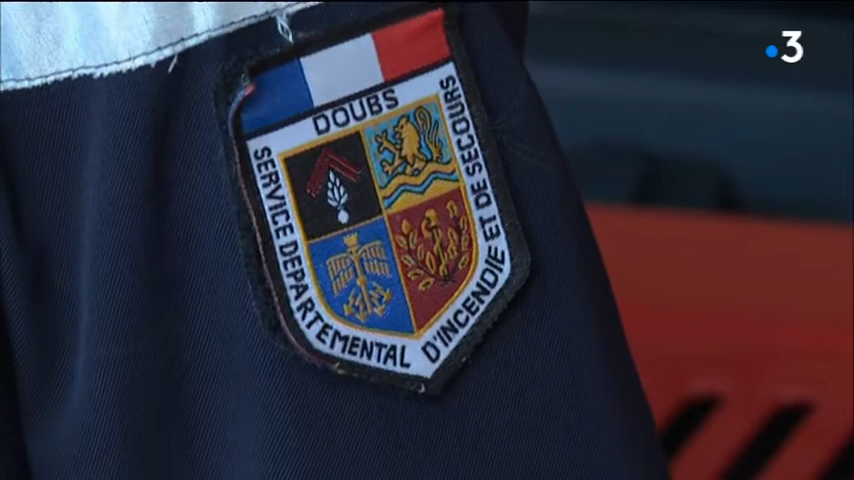 3
DOUBS
SERVICE DEPARTEMENTAL D'INCENDIE ET DE SECOURS